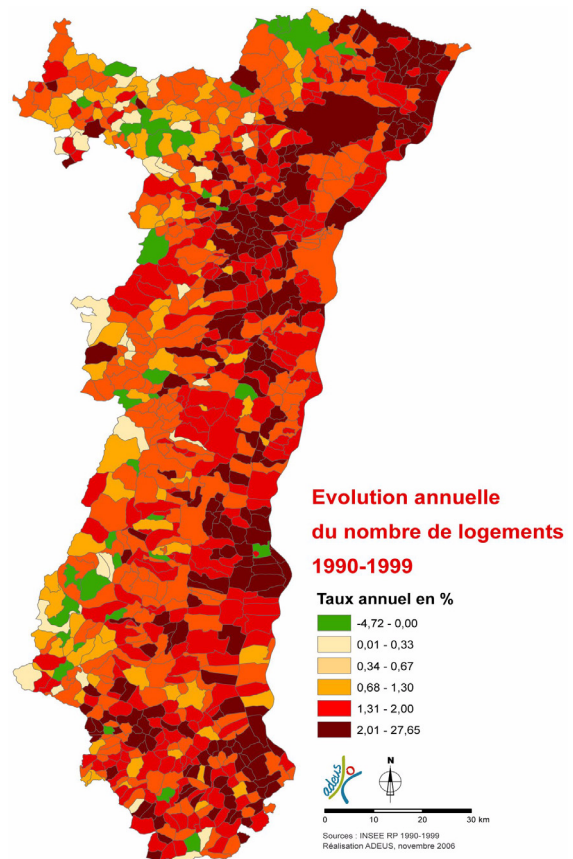 Evolution annuelle
du nombre de logements
1990-1999
Taux annuel en %
-4,72 - 0,00
0,01 - 0,33
0,34 - 0,67
0,68 - 1,30
1,31 - 2,00
2,01 - 27,65
adeus
N
0 10 20 30 km
Sources : INSEE RP 1990-1999
Réalisation ADEUS, novembre 2006